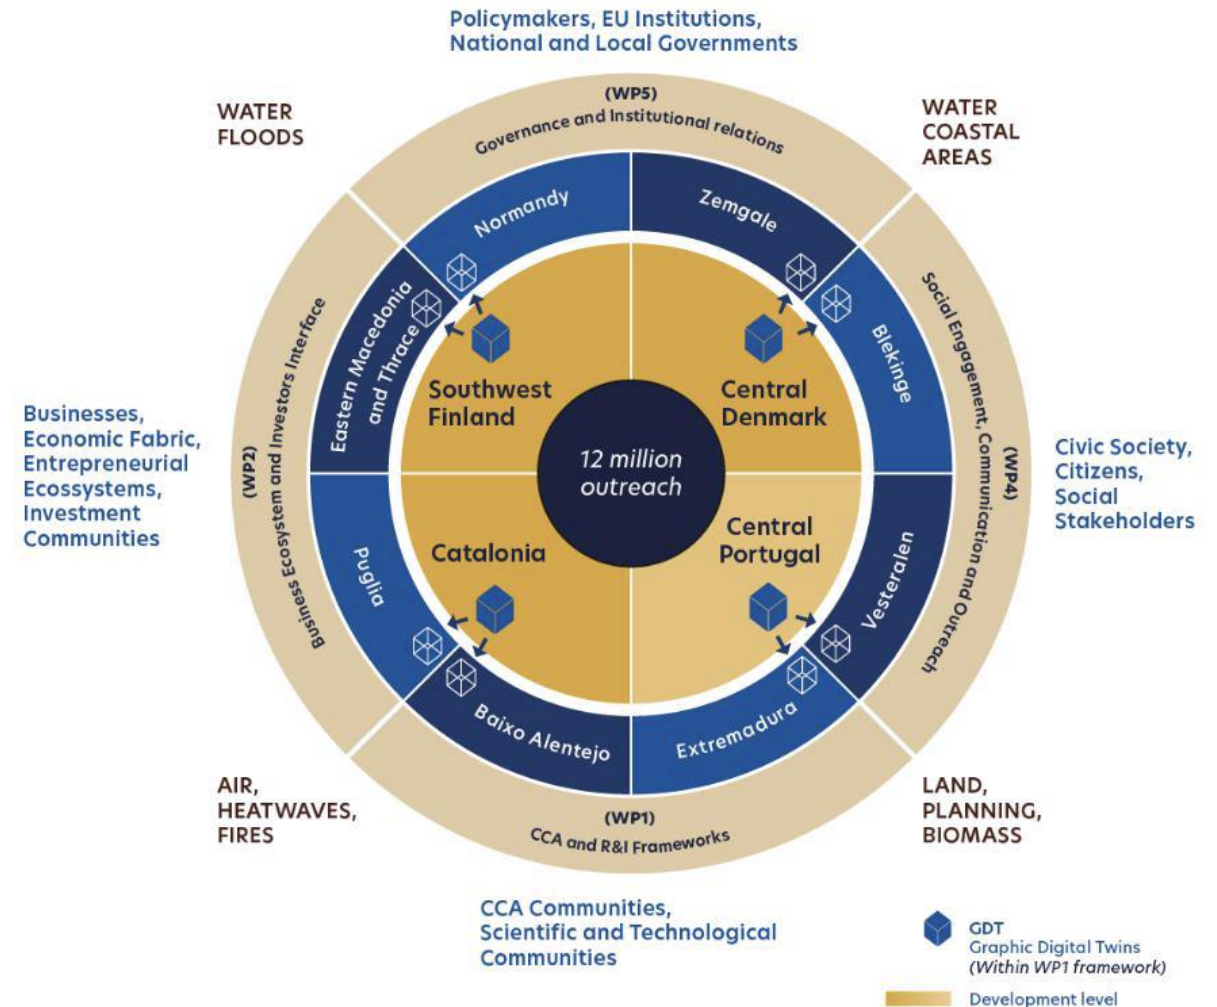 Policymakers, EU Institutions,
National and Local Governments
WATER
FLOODS
WATER
COASTAL
AREAS
(WP5)
Governance and Institutional relations
Normandy
Zemgale
Eastern Macedonia
and Thrace
Blekinge
Southwest
Finland
Central
Denmark
12 million
outreach
Businesses,
Economic Fabric,
Entrepreneurial
Ecossystems,
Investment
Communities
(WP2)
Business Ecosystem and Investors Interface
Social Engagement, Communication and Outreach
(WP4)
Civic Society,
Citizens,
Social
Stakeholders
Catalonia
Central
Portugal
Puglia
Vesteralen
Baixo Alentejo
Extremadura
AIR,
HEATWAVES,
FIRES
LAND,
PLANNING,
BIOMASS
(WP1)
CCA and R&I Frameworks
CCA Communities,
Scientific and Technological
Communities
GDT
Graphic Digital Twins
(Within WP1 framework)
Development level